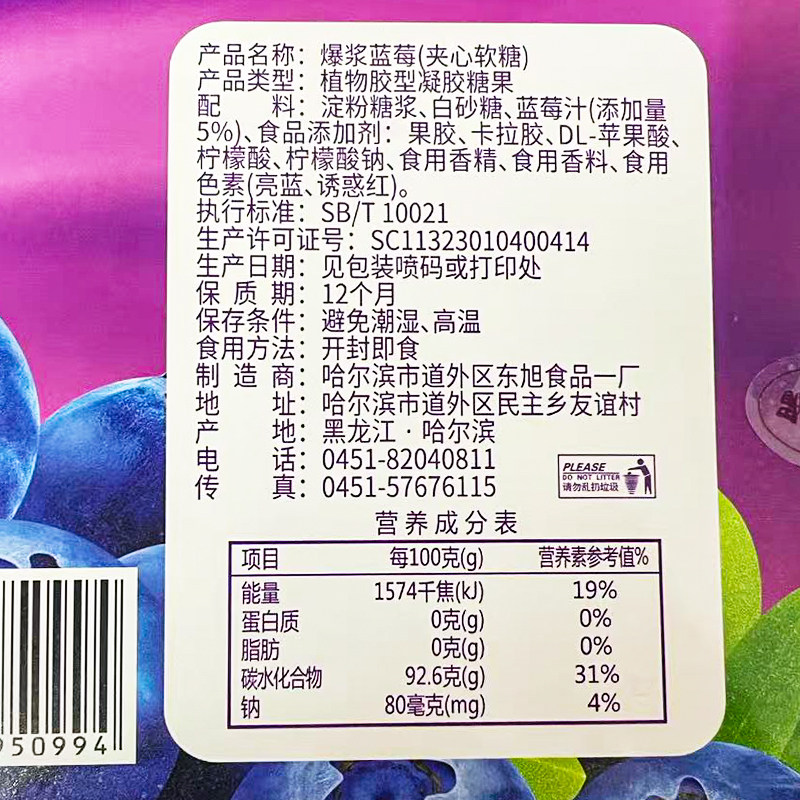 产品名称：爆浆蓝莓(夹心软糖)
产品类型：植物胶型凝胶糖果
配 料：淀粉糖浆、白砂糖、蓝莓汁(添加量
5%)、食品添加剂：果胶、卡拉胶、DL-苹果酸、
柠檬酸、柠檬酸钠、食用香精、食用香料、食用
色素(亮蓝、诱惑红)。
执行标准：SB/T 10021
生产许可证号：SC11323010400414
生产日期：见包装喷码或打印处
保 质 期：12个月
保存条件：避免潮湿、高温
食用方法：开封即食
制 造 商：哈尔滨市道外区东旭食品一厂
地 址：哈尔滨市道外区民主乡友谊村
产 地：黑龙江·哈尔滨
电 话：0451-82040811
传 真：0451-57676115
PLEASE
DO NOT LITTER
请勿乱扔垃圾
营养成分表
项目 每100克(g) 营养素参考值%
能量 1574千焦(kJ) 19%
蛋白质 0克(g) 0%
脂肪 0克(g) 0%
碳水化合物 92.6克(g) 31%
钠 80毫克(mg) 4%
950994